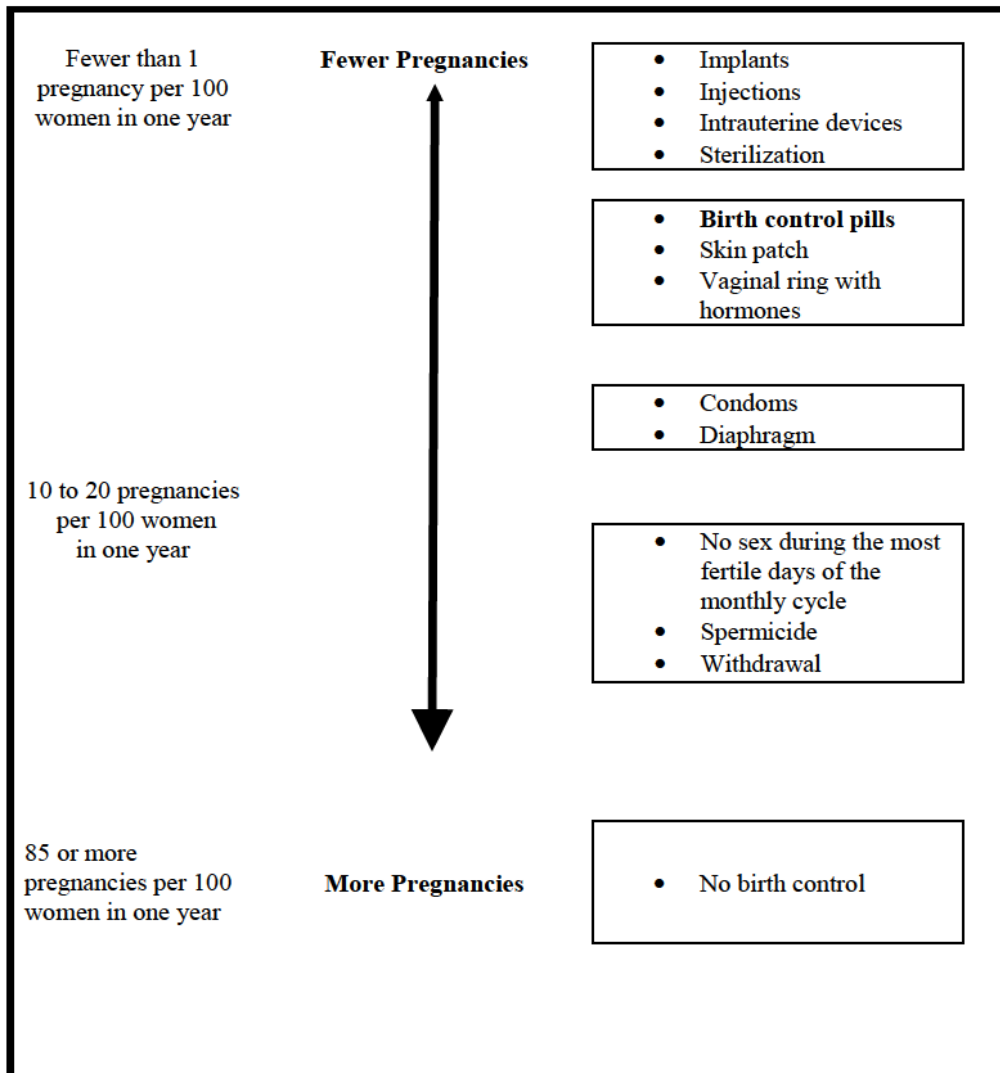 Fewer than 1
pregnancy per 100
women in one year
Fewer Pregnancies
• Implants
• Injections
• Intrauterine devices
• Sterilization
• Birth control pills
• Skin patch
• Vaginal ring with
hormones
• Condoms
• Diaphragm
10 to 20 pregnancies
per 100 women
in one year
• No sex during the most
fertile days of the
monthly cycle
• Spermicide
• Withdrawal
85 or more
pregnancies per 100
women in one year
More Pregnancies
• No birth control